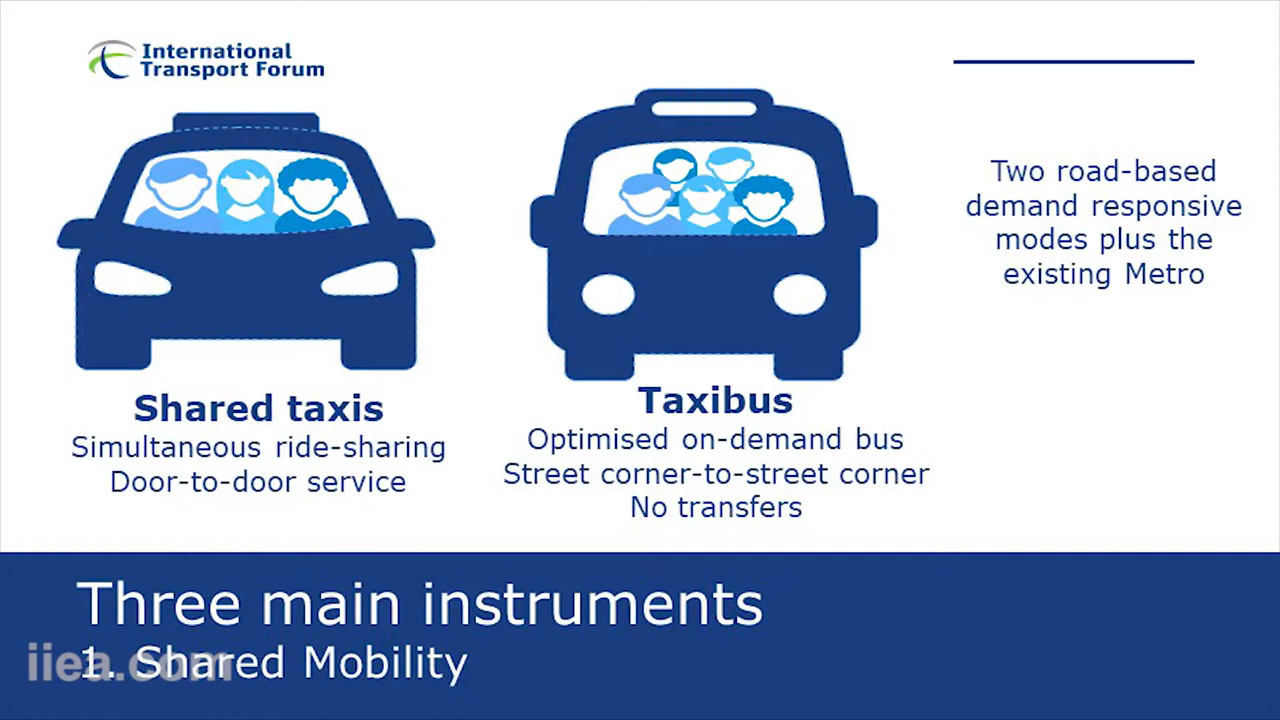 International
Transport Forum
Two road-based
demand responsive
modes plus the
existing Metro
Shared taxis
Simultaneous ride-sharing
Door-to-door service
Taxibus
Optimised on-demand bus
Street corner-to-street corner
No transfers
Three main instruments
1. Shared Mobility
iiea.com